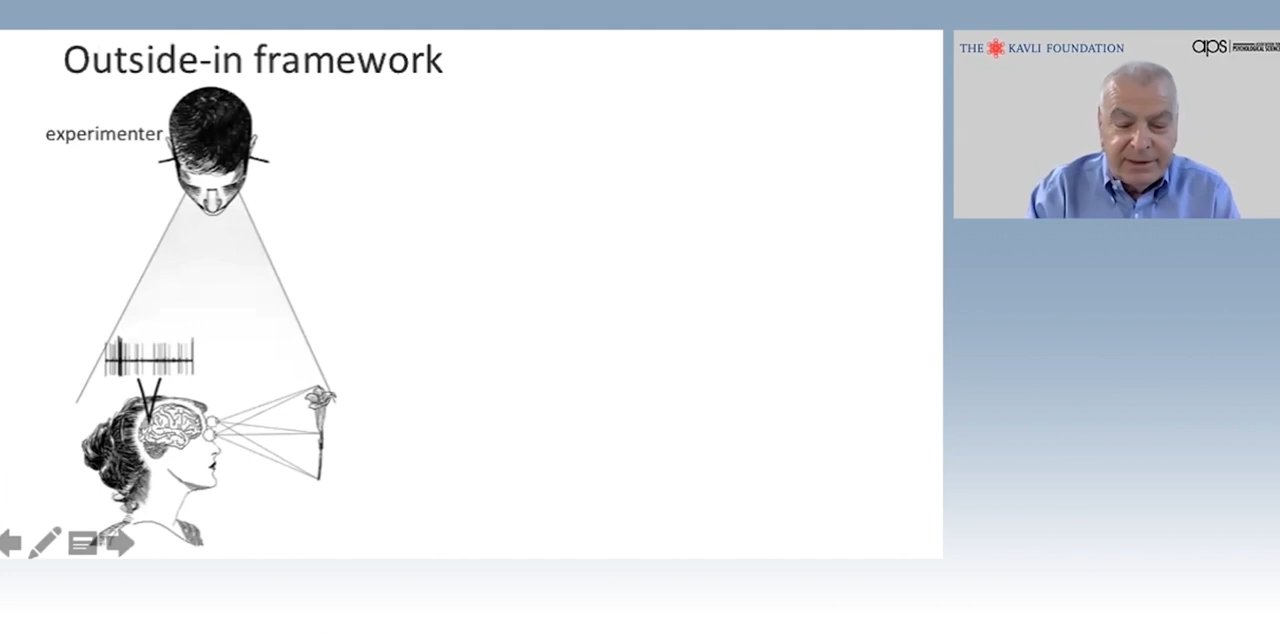 Outside-in framework
experimenter
THE KAVLI FOUNDATION
aps